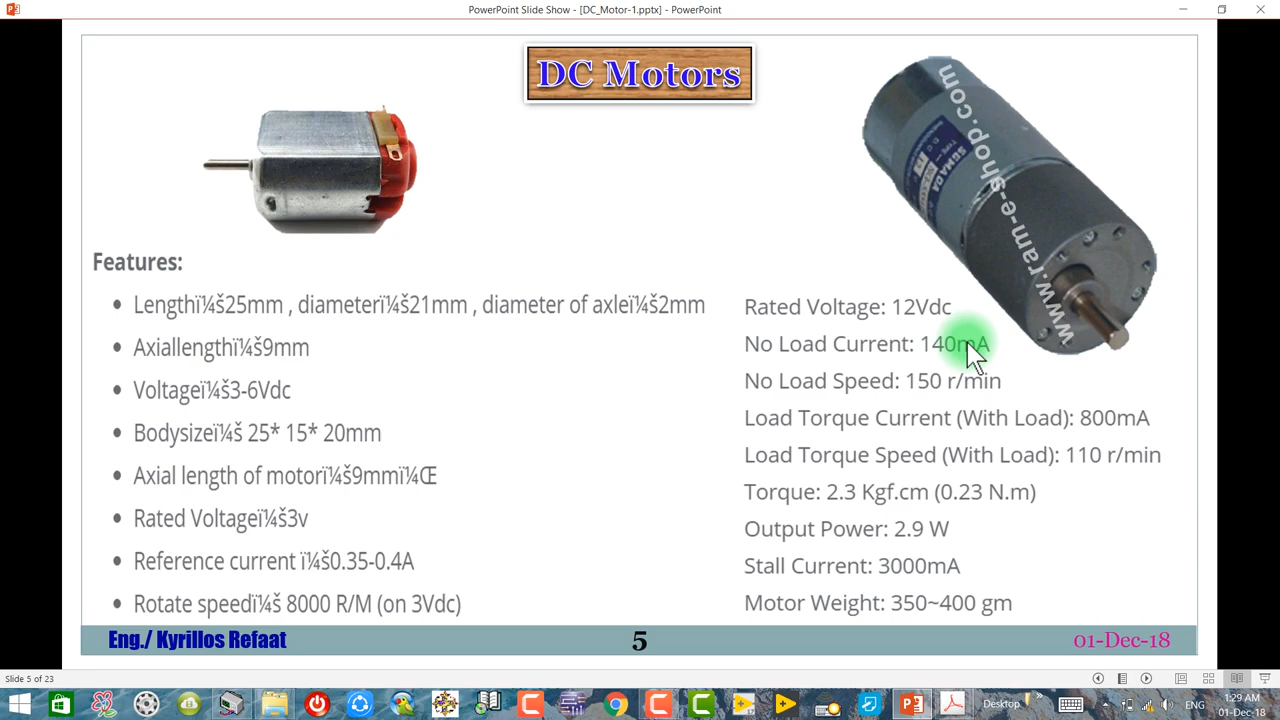 PowerPoint Slide Show - [DC_Motor-1.pptx] - PowerPoint
DC Motors
www.ram-e-shop.com
Features:
Lengthï¼š25mm , diameterï¼š21mm , diameter of axleï¼š2mm
Axiallengthï¼š9mm
Voltageï¼š3-6Vdc
Bodysizeï¼š 25* 15* 20mm
Axial length of motorï¼š9mmï¼Œ
Rated Voltageï¼š3v
Reference current ï¼š0.35-0.4A
Rotate speedï¼š 8000 R/M (on 3Vdc)
Rated Voltage: 12Vdc
No Load Current: 140mA
No Load Speed: 150 r/min
Load Torque Current (With Load): 800mA
Load Torque Speed (With Load): 110 r/min
Torque: 2.3 Kgf.cm (0.23 N.m)
Output Power: 2.9 W
Stall Current: 3000mA
Motor Weight: 350~400 gm
Eng./ Kyrillos Refaat
5
01-Dec-18
Slide 5 of 23
Desktop
ENG
1:29 AM
01-Dec-18